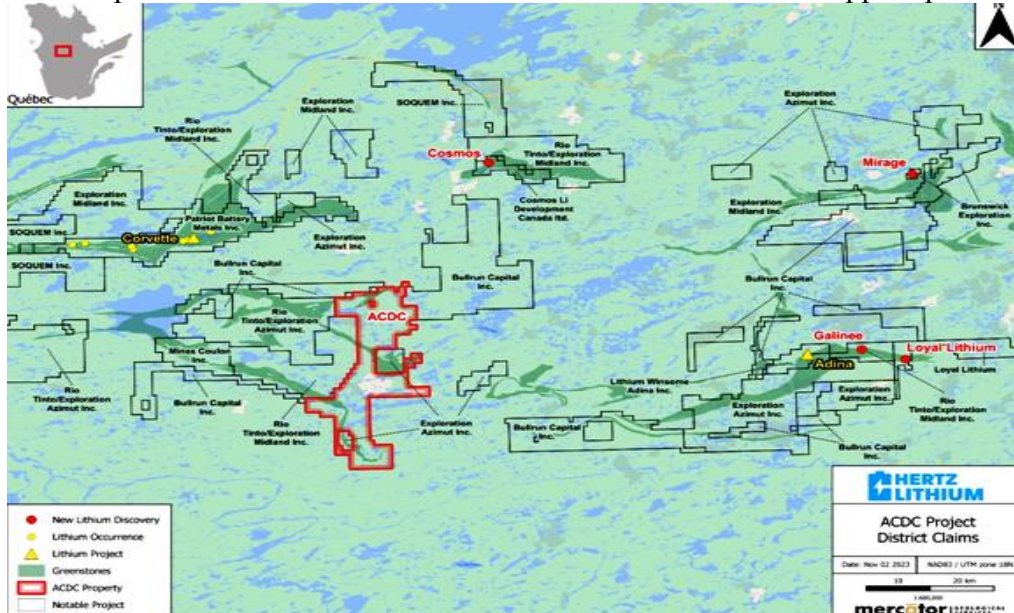 N
Québec
Exploration
Midland Inc.
Rio
Tinto/Exploration
Midland Inc.
SOQUEM Inc.
Exploration
Azimut Inc.
Cosmos
Rio
Tinto/Exploration
Midland Inc.
Mirage
Exploration
Midland Inc.
Cosmos Li
Development
Canada ltd.
Exploration
Midland Inc.
Brunswick
Exploration
Inc.
Patriot Battery
Metals Inc.
SOQUEM Inc.
Corvette
Exploration
Azimut Inc.
SOQUEM Inc.
Bullrun Capital
Inc.
Bullrun Capital
Inc.
Bullrun Capital
Inc.
Rio
Tinto/Exploration
Azimut Inc.
ACDC
Galinee
Loyal Lithium
Mines Coulon
Inc.
Adina
Loyal Lithium
Rio
Tinto/Exploration
Azimut Inc.
Bullrun Capital
Inc.
Rio
Tinto/Exploration
Midland Inc.
Exploration
Azimut Inc.
Lithium Winsome
Adina Inc.
Exploration
Azimut Inc.
Exploration
Azimut Inc.
Rio
Tinto/Exploration
Midland Inc.
Bullrun Capital
Inc.
Bullrun Capital
Inc.
New Lithium Discovery
Lithium Occurrence
Lithium Project
Greenstones
ACDC Property
Notable Project
HERTZ
LITHIUM
ACDC Project
District Claims
Date: Nov 02 2023
NAD83 / UTM zone 18N
10 20 km
mercator